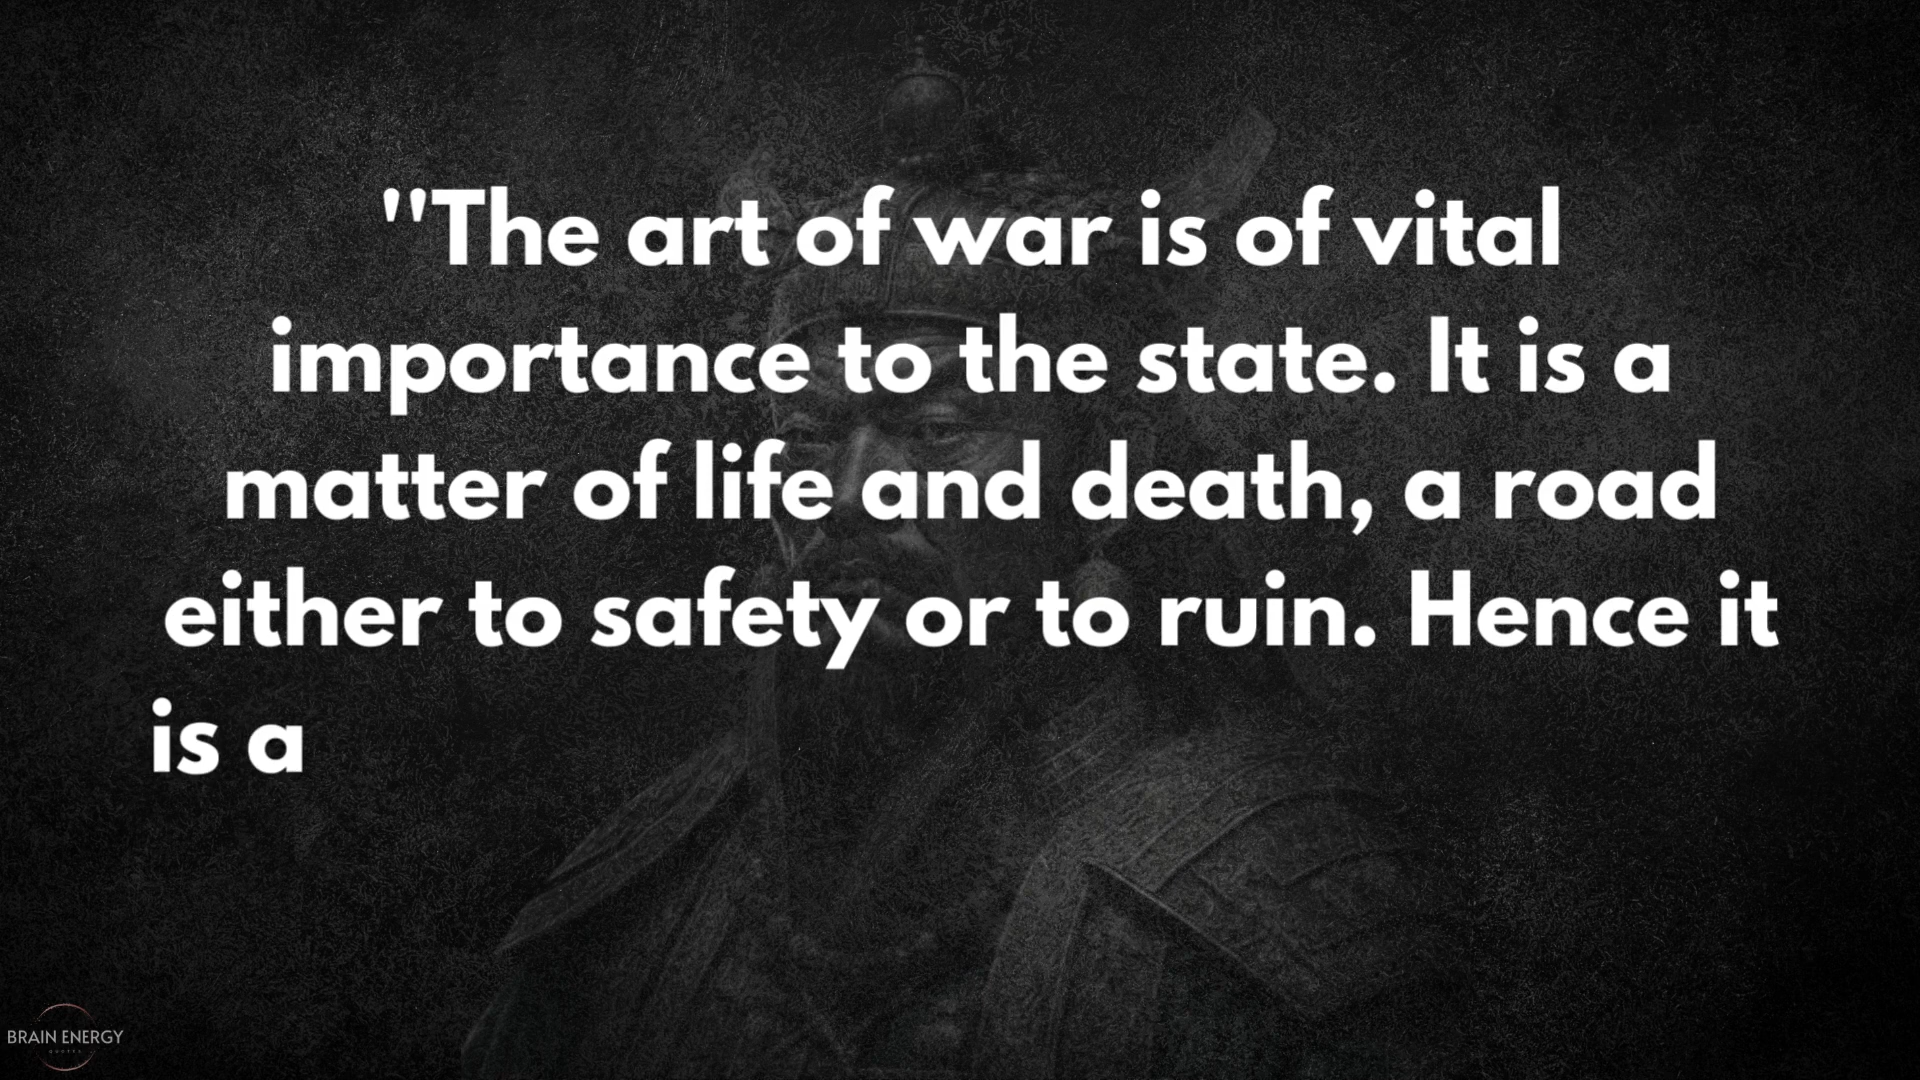 "The art of war is of vital
importance to the state. It is a
matter of life and death, a road
either to safety or to ruin. Hence it
is a
BRAIN ENERGY
quotes